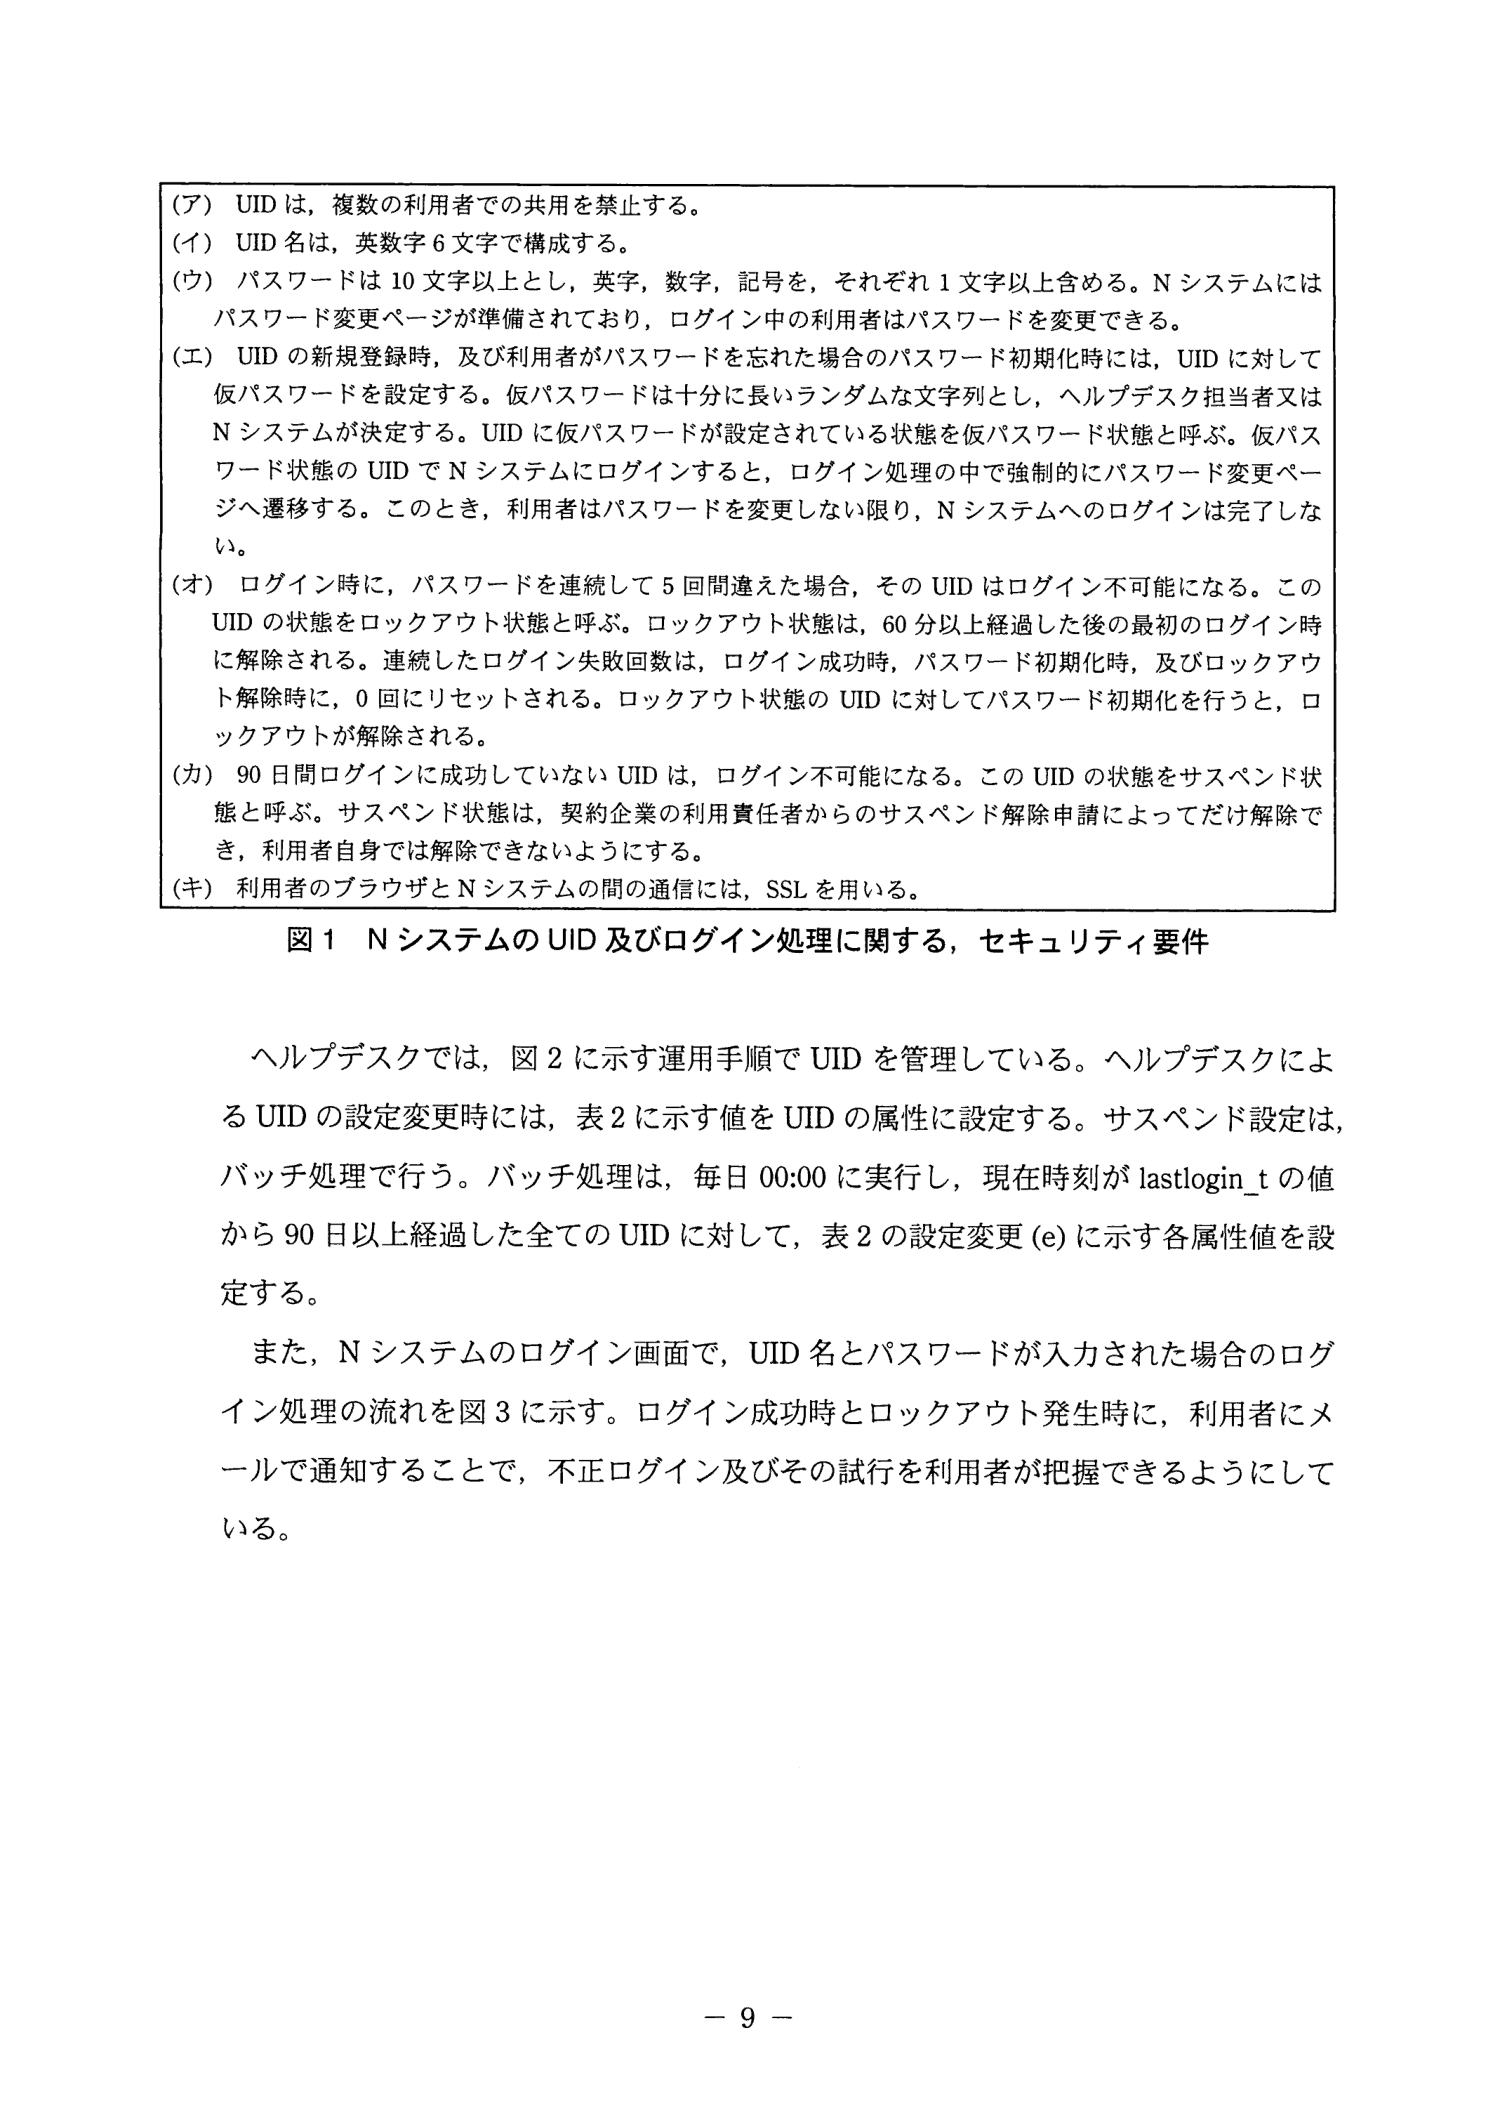 (ア) UID は，複数の利用者での共用を禁止する。
(イ) UID 名は，英数字 6 文字で構成する。
(ウ) パスワードは 10 文字以上とし，英字，数字，記号を，それぞれ 1 文字以上含める。N システムには
パスワード変更ページが準備されており，ログイン中の利用者はパスワードを変更できる。
(エ) UID の新規登録時，及び利用者がパスワードを忘れた場合のパスワード初期化時には，UID に対して
仮パスワードを設定する。仮パスワードは十分に長いランダムな文字列とし，ヘルプデスク担当者又は
N システムが決定する。UID に仮パスワードが設定されている状態を仮パスワード状態と呼ぶ。仮パス
ワード状態の UID で N システムにログインすると，ログイン処理の中で強制的にパスワード変更ペー
ジへ遷移する。このとき，利用者はパスワードを変更しない限り，N システムへのログインは完了しな
い。
(オ) ログイン時に，パスワードを連続して 5 回間違えた場合，その UID はログイン不可能になる。この
UID の状態をロックアウト状態と呼ぶ。ロックアウト状態は，60 分以上経過した後の最初のログイン時
に解除される。連続したログイン失敗回数は，ログイン成功時，パスワード初期化時，及びロックアウ
ト解除時に，0 回にリセットされる。ロックアウト状態の UID に対してパスワード初期化を行うと，ロ
ックアウトが解除される。
(カ) 90 日間ログインに成功していない UID は，ログイン不可能になる。この UID の状態をサスペンド状
態と呼ぶ。サスペンド状態は，契約企業の利用責任者からのサスペンド解除申請によってだけ解除で
き，利用者自身では解除できないようにする。
(キ) 利用者のブラウザと N システムの間の通信には，SSL を用いる。
図 1 N システムの UID 及びログイン処理に関する，セキュリティ要件
ヘルプデスクでは，図 2 に示す運用手順で UID を管理している。ヘルプデスクによ
る UID の設定変更時には，表 2 に示す値を UID の属性に設定する。サスペンド設定は，
バッチ処理で行う。バッチ処理は，毎日 00:00 に実行し，現在時刻が lastlogin_t の値
から 90 日以上経過した全ての UID に対して，表 2 の設定変更 (e) に示す各属性値を設
定する。
また，N システムのログイン画面で，UID 名とパスワードが入力された場合のログ
イン処理の流れを図 3 に示す。ログイン成功時とロックアウト発生時に，利用者にメ
ールで通知することで，不正ログイン及びその試行を利用者が把握できるようにして
いる。
－ 9 －